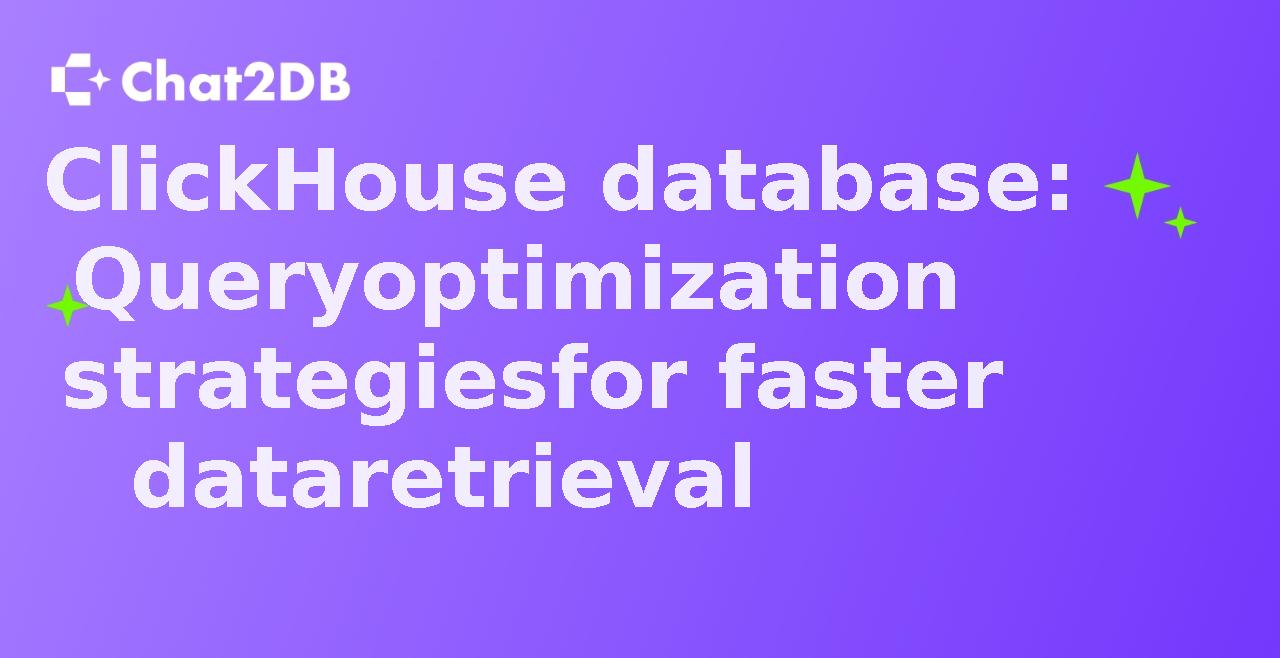 Chat2DB
ClickHouse database:
Queryoptimization
strategiesfor faster
dataretrieval